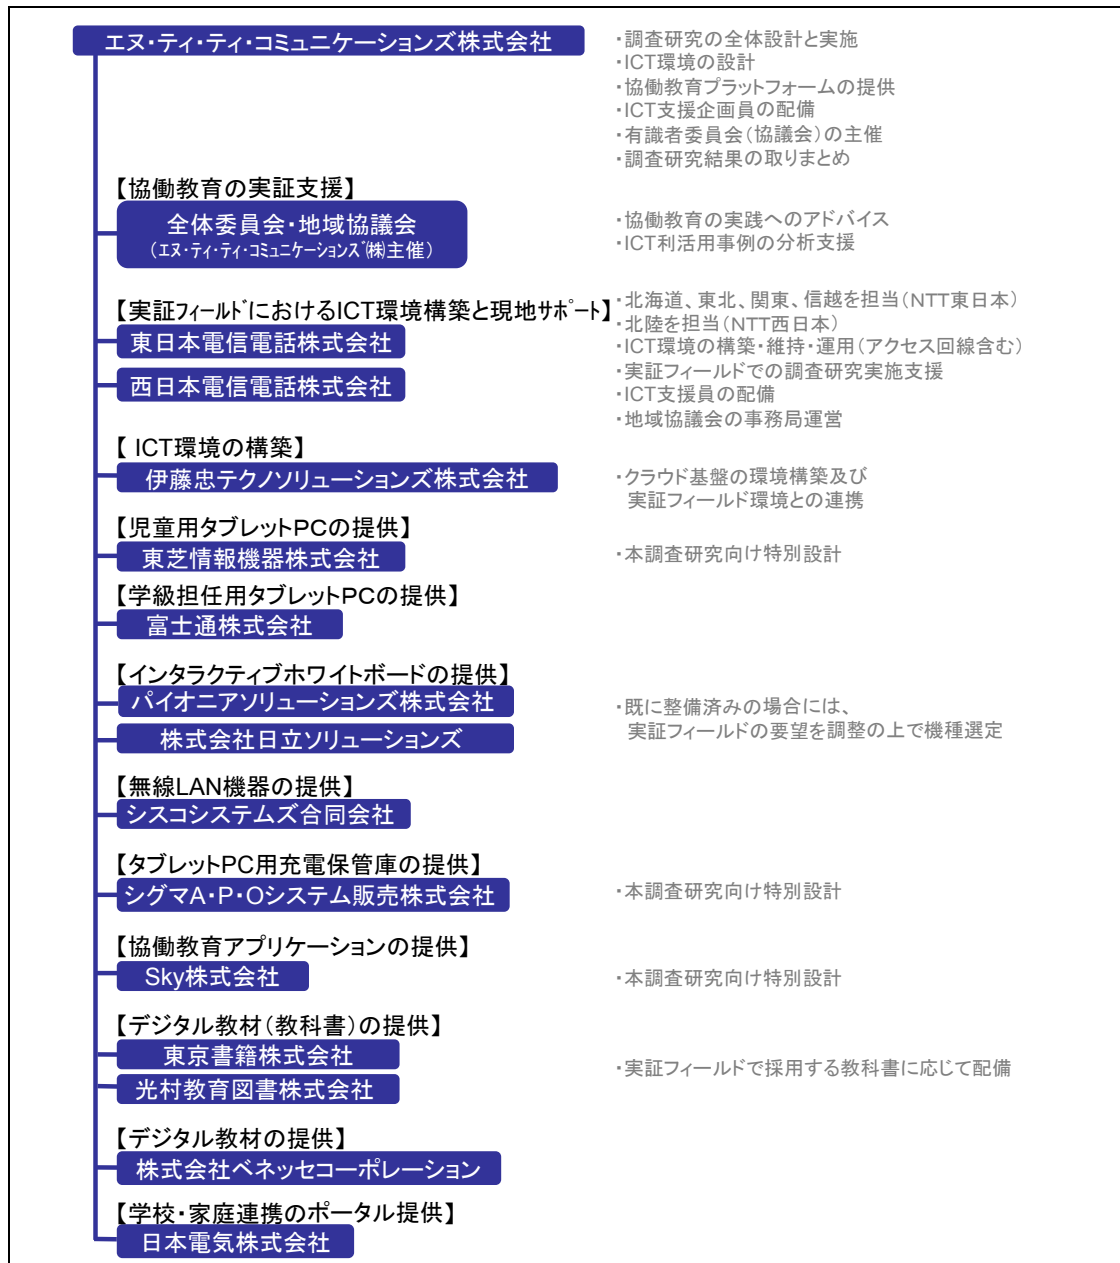 エヌ・ティ・ティ・コミュニケーションズ株式会社
・調査研究の全体設計と実施
・ICT環境の設計
・協働教育プラットフォームの提供
・ICT支援企画員の配備
・有識者委員会（協議会）の主催
・調査研究結果の取りまとめ
【協働教育の実証支援】
全体委員会・地域協議会
（ｴﾇ・ﾃｨ・ﾃｨ・ｺﾐｭﾆｹｰｼｮﾝｽﾞ㈱主催）
・協働教育の実践へのアドバイス
・ICT利活用事例の分析支援
【実証ﾌｨｰﾙﾄﾞにおけるICT環境構築と現地ｻﾎﾟｰﾄ】
東日本電信電話株式会社
西日本電信電話株式会社
・北海道、東北、関東、信越を担当（NTT東日本）
・北陸を担当（NTT西日本）
・ICT環境の構築・維持・運用（アクセス回線含む）
・実証フィールドでの調査研究実施支援
・ICT支援員の配備
・地域協議会の事務局運営
【 ICT環境の構築】
伊藤忠テクノソリューションズ株式会社
・クラウド基盤の環境構築及び
実証フィールド環境との連携
【児童用タブレットPCの提供】
東芝情報機器株式会社
・本調査研究向け特別設計
【学級担任用タブレットPCの提供】
富士通株式会社
【インタラクティブホワイトボードの提供】
パイオニアソリューションズ株式会社
株式会社日立ソリューションズ
・既に整備済みの場合には、
実証フィールドの要望を調整の上で機種選定
【無線LAN機器の提供】
シスコシステムズ合同会社
【タブレットPC用充電保管庫の提供】
シグマA・P・Oシステム販売株式会社
・本調査研究向け特別設計
【協働教育アプリケーションの提供】
Sky株式会社
・本調査研究向け特別設計
【デジタル教材（教科書）の提供】
東京書籍株式会社
光村教育図書株式会社
・実証フィールドで採用する教科書に応じて配備
【デジタル教材の提供】
株式会社ベネッセコーポレーション
【学校・家庭連携のポータル提供】
日本電気株式会社